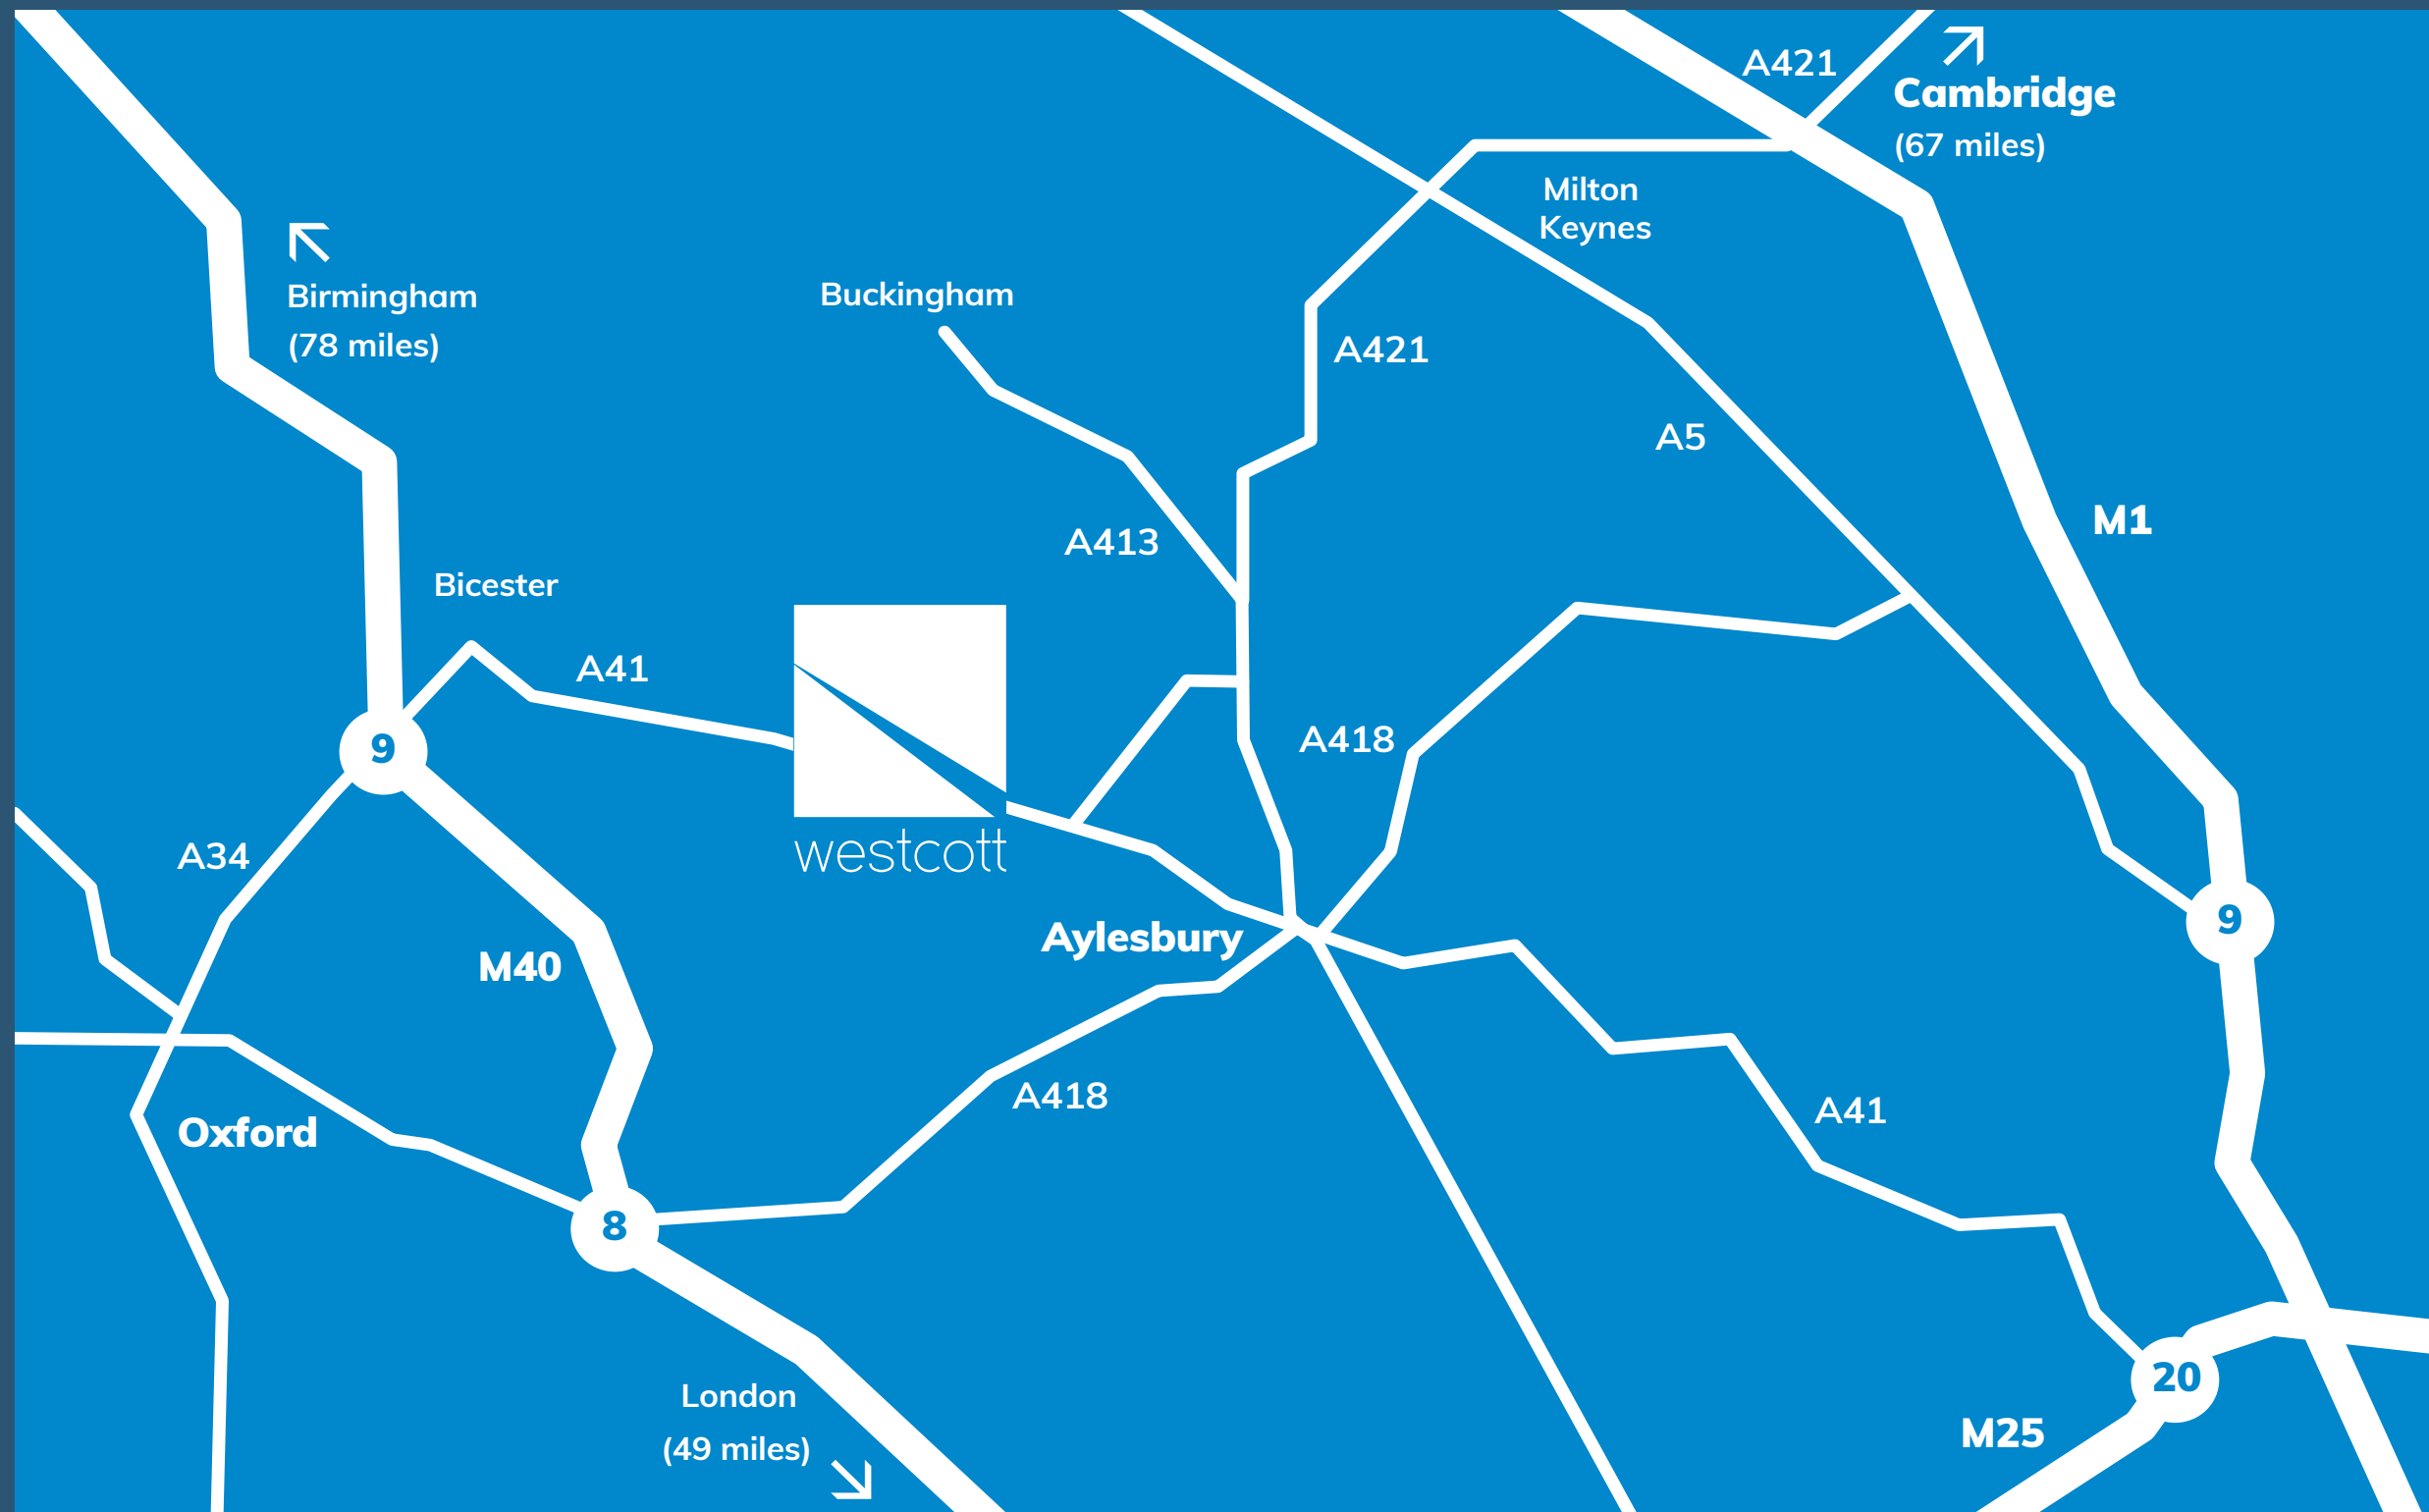 A421
Cambridge
(67 miles)
Milton
Keynes
Birmingham
(78 miles)
Buckingham
A421
A5
M1
A413
Bicester
A41
9
A418
westcott
A34
9
Aylesbury
M40
A418
A41
Oxford
8
20
London
(49 miles)
M25